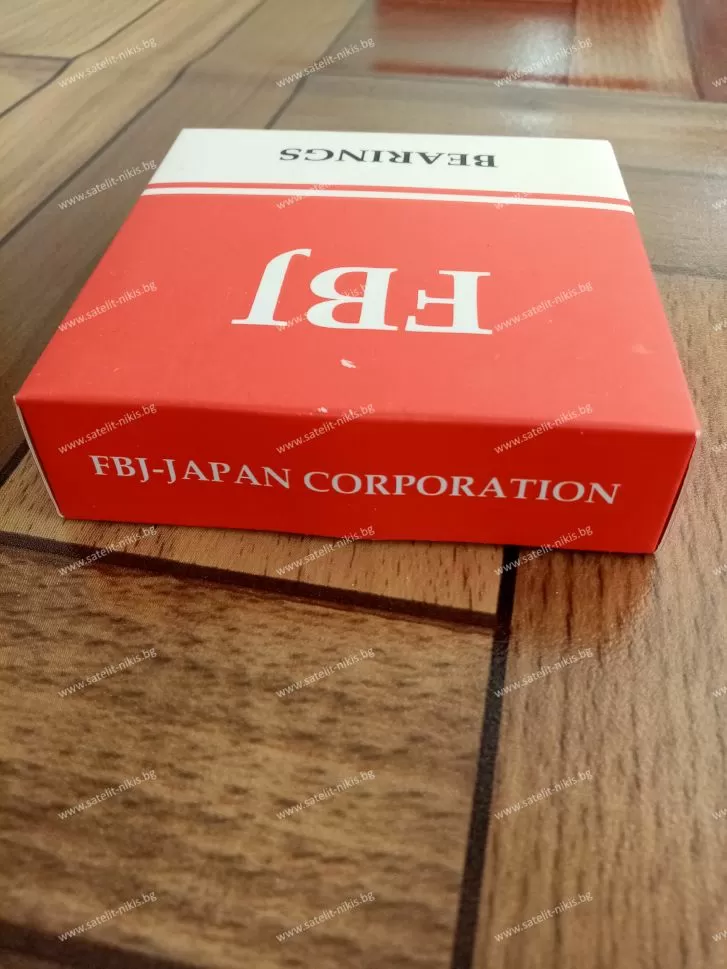 BEARINGS
FBJ
FBJ-JAPAN CORPORATION
www.satelit-nikis.bg